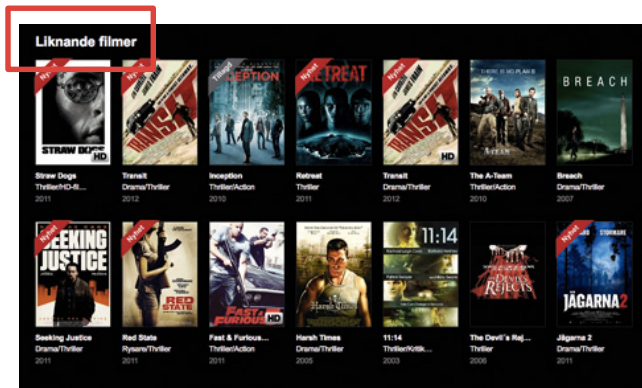 Liknande filmer
Nyhet
STRAW DOGS
HD
Nyhet
TRANSIT
Tillagd
INCEPTION
Nyhet
RETREAT
Nyhet
TRANSIT
HD
THERE IS NO PLAN B
A-TEAM
BREACH
Straw Dogs
Thriller/HD-fil...
2011
Transit
Drama/Thriller
2012
Inception
Thriller/Action
2010
Retreat
Thriller
2011
Transit
Drama/Thriller
2012
The A-Team
Thriller/Action
2010
Breach
Drama/Thriller
2007
Nyhet
SEEKING
JUSTICE
Nyhet
RED
STATE
FAST &
FURIOUS
HD
Harsh Times
11:14
THE
DEVIL'S
REJECTS
Nyhet
STORMARE
JÄGARNA 2
Seeking Justice
Drama/Thriller
2011
Red State
Rysare/Thriller
2011
Fast & Furious...
Thriller/Action
2011
Harsh Times
Drama/Thriller
2005
11:14
Thriller/Kritik...
2003
The Devil´s Rej...
Thriller
2006
Jägarna 2
Drama/Thriller
2011